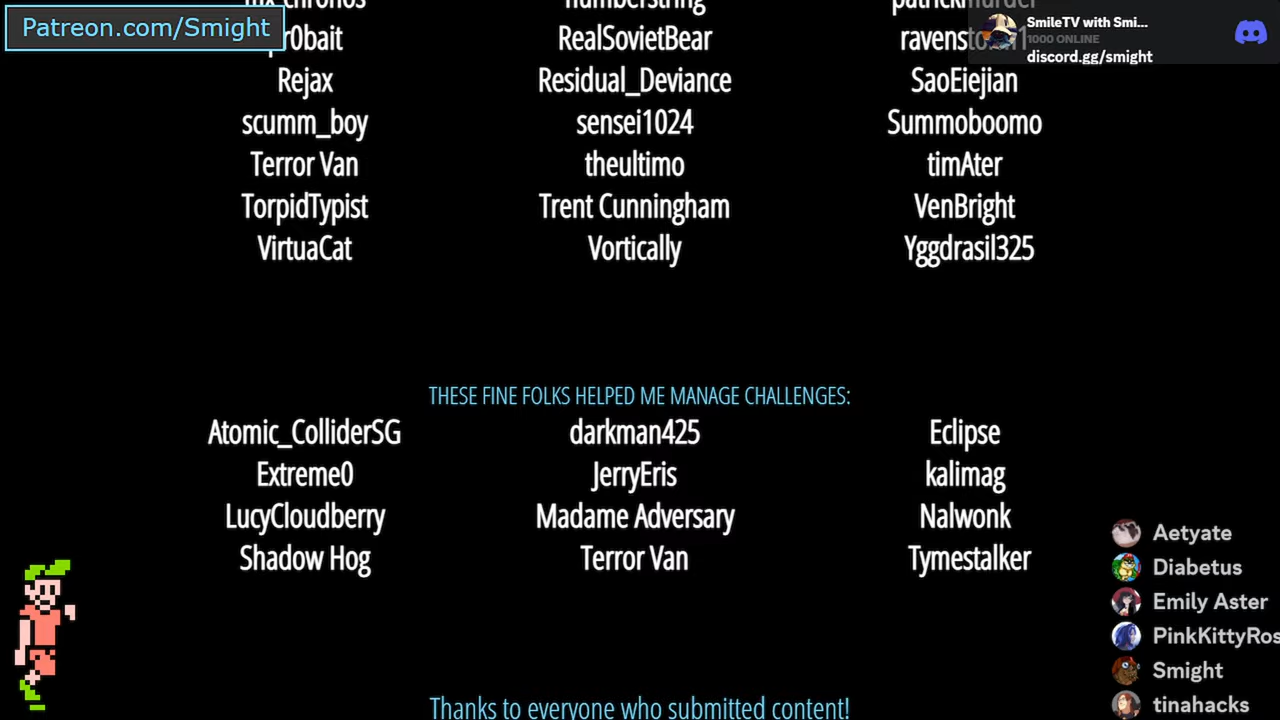 Patreon.com/Smight
SmileTV with Smi...
1000 ONLINE
discord.gg/smight
RealSovietBear
Rejax Residual_Deviance SaoEiejian
scumm_boy sensei1024 Summoboomo
Terror Van theultimo timAter
TorpidTypist Trent Cunningham VenBright
VirtuaCat Vortically Yggdrasil325
THESE FINE FOLKS HELPED ME MANAGE CHALLENGES:
Atomic_ColliderSG darkman425 Eclipse
Extreme0 JerryEris kalimag
LucyCloudberry Madame Adversary Nalwonk
Shadow Hog Terror Van Tymestalker
Aetyate
Diabetus
Emily Aster
PinkKittyRos
Smight
tinahacks
Thanks to everyone who submitted content!